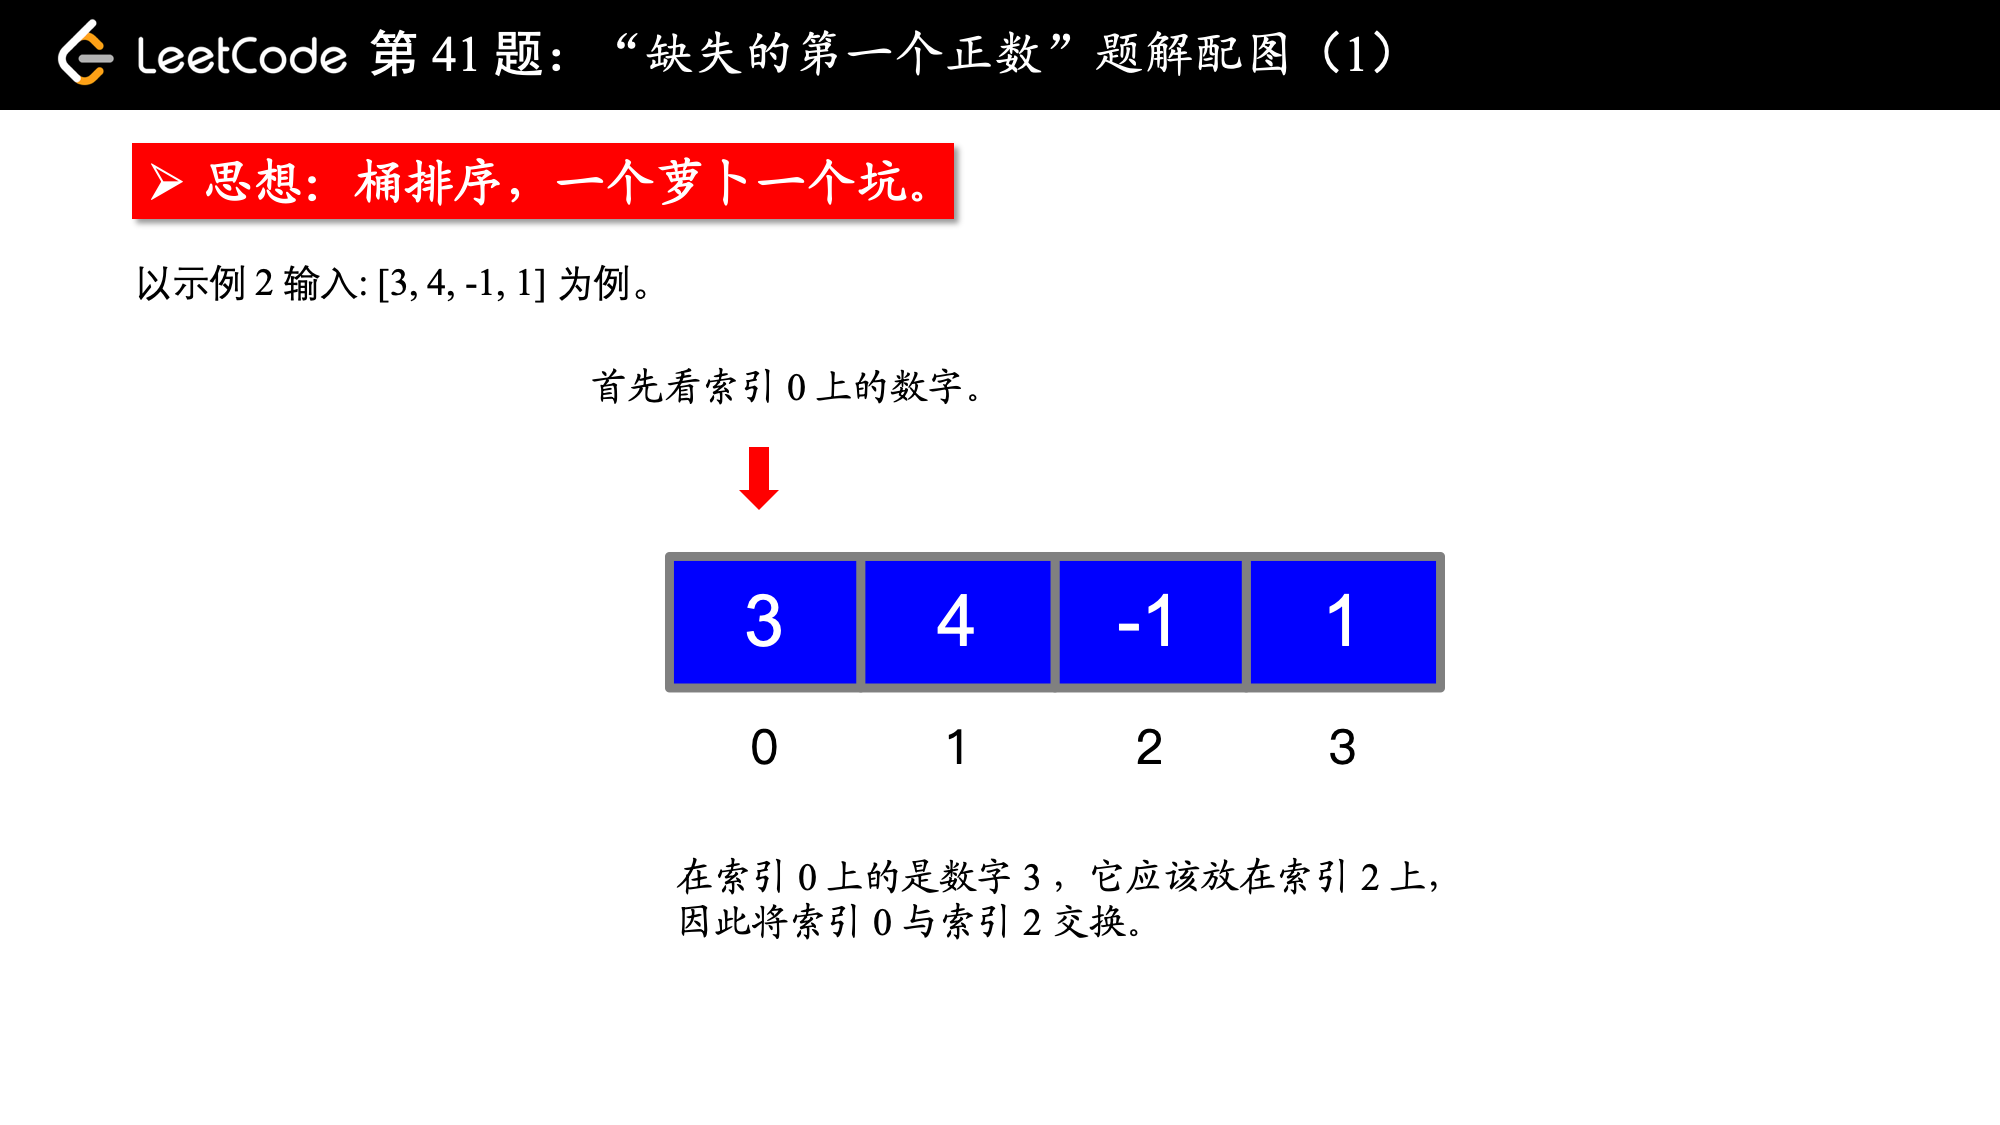 LeetCode 第 41 题：“缺失的第一个正数”题解配图（1）
➢ 思想：桶排序，一个萝卜一个坑。
以示例 2 输入: [3, 4, -1, 1] 为例。
首先看索引 0 上的数字。
3 4 -1 1
0 1 2 3
在索引 0 上的是数字 3 ，它应该放在索引 2 上，
因此将索引 0 与索引 2 交换。